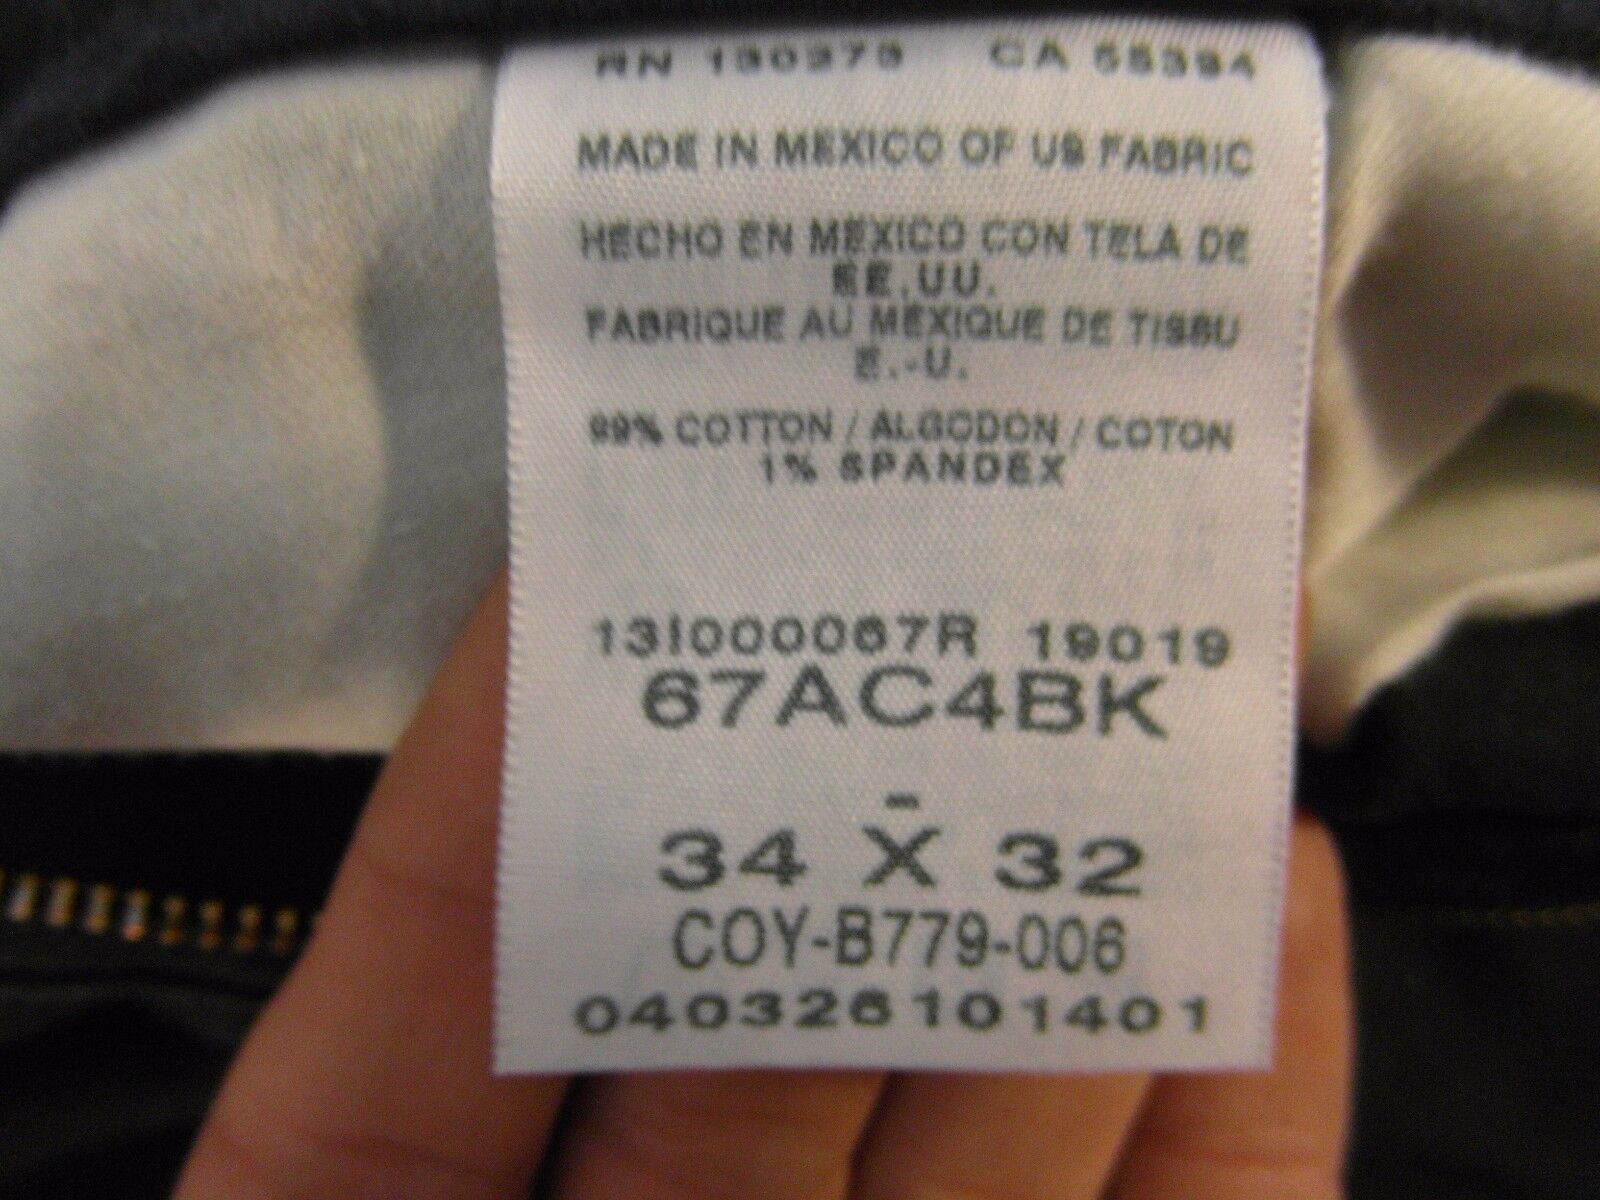 RN 130273 CA 55394
MADE IN MEXICO OF US FABRIC
HECHO EN MEXICO CON TELA DE
EE.UU.
FABRIQUE AU MEXIQUE DE TISSU
E.-U.
99% COTTON / ALGODON / COTON
1% SPANDEX
13I000067R 19019
67AC4BK
-
34 X 32
COY-B779-006
040326101401